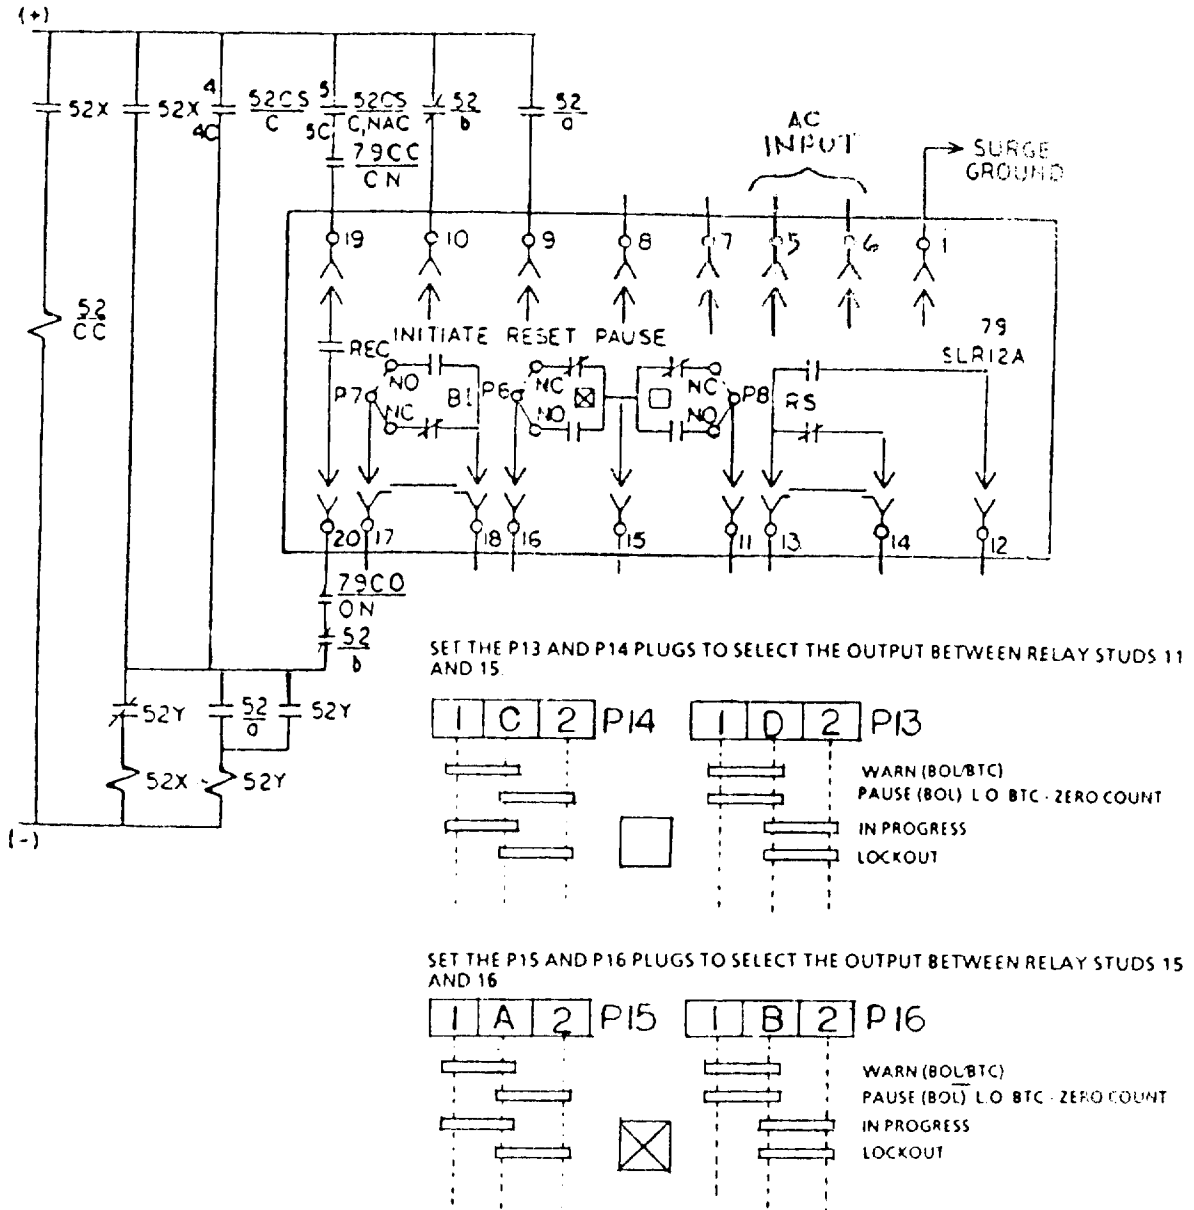 (+)
52X
52X
4
4C
52CS
C
5
5C
52CS
C,NAC
79CC
CN
52
b
52
a
AC
INPUT
SURGE
GROUND
19
10
9
8
7
5
6
1
52
CC
INITIATE RESET PAUSE
79
SLR12A
REC
P7
NO
NC
B1
P6
NC
NO
NC
NO
P8
RS
20
17
18
16
15
11
13
14
12
79CO
ON
52
b
52Y
52
a
52Y
52X
52Y
(-)
SET THE P13 AND P14 PLUGS TO SELECT THE OUTPUT BETWEEN RELAY STUDS 11
AND 15.
1 C 2 P14
1 D 2 P13
WARN (BOL/BTC)
PAUSE (BOL) L.O BTC - ZERO COUNT
IN PROGRESS
LOCKOUT
SET THE P15 AND P16 PLUGS TO SELECT THE OUTPUT BETWEEN RELAY STUDS 15
AND 16
1 A 2 P15
1 B 2 P16
WARN (BOL/BTC)
PAUSE (BOL) L.O BTC - ZERO COUNT
IN PROGRESS
LOCKOUT